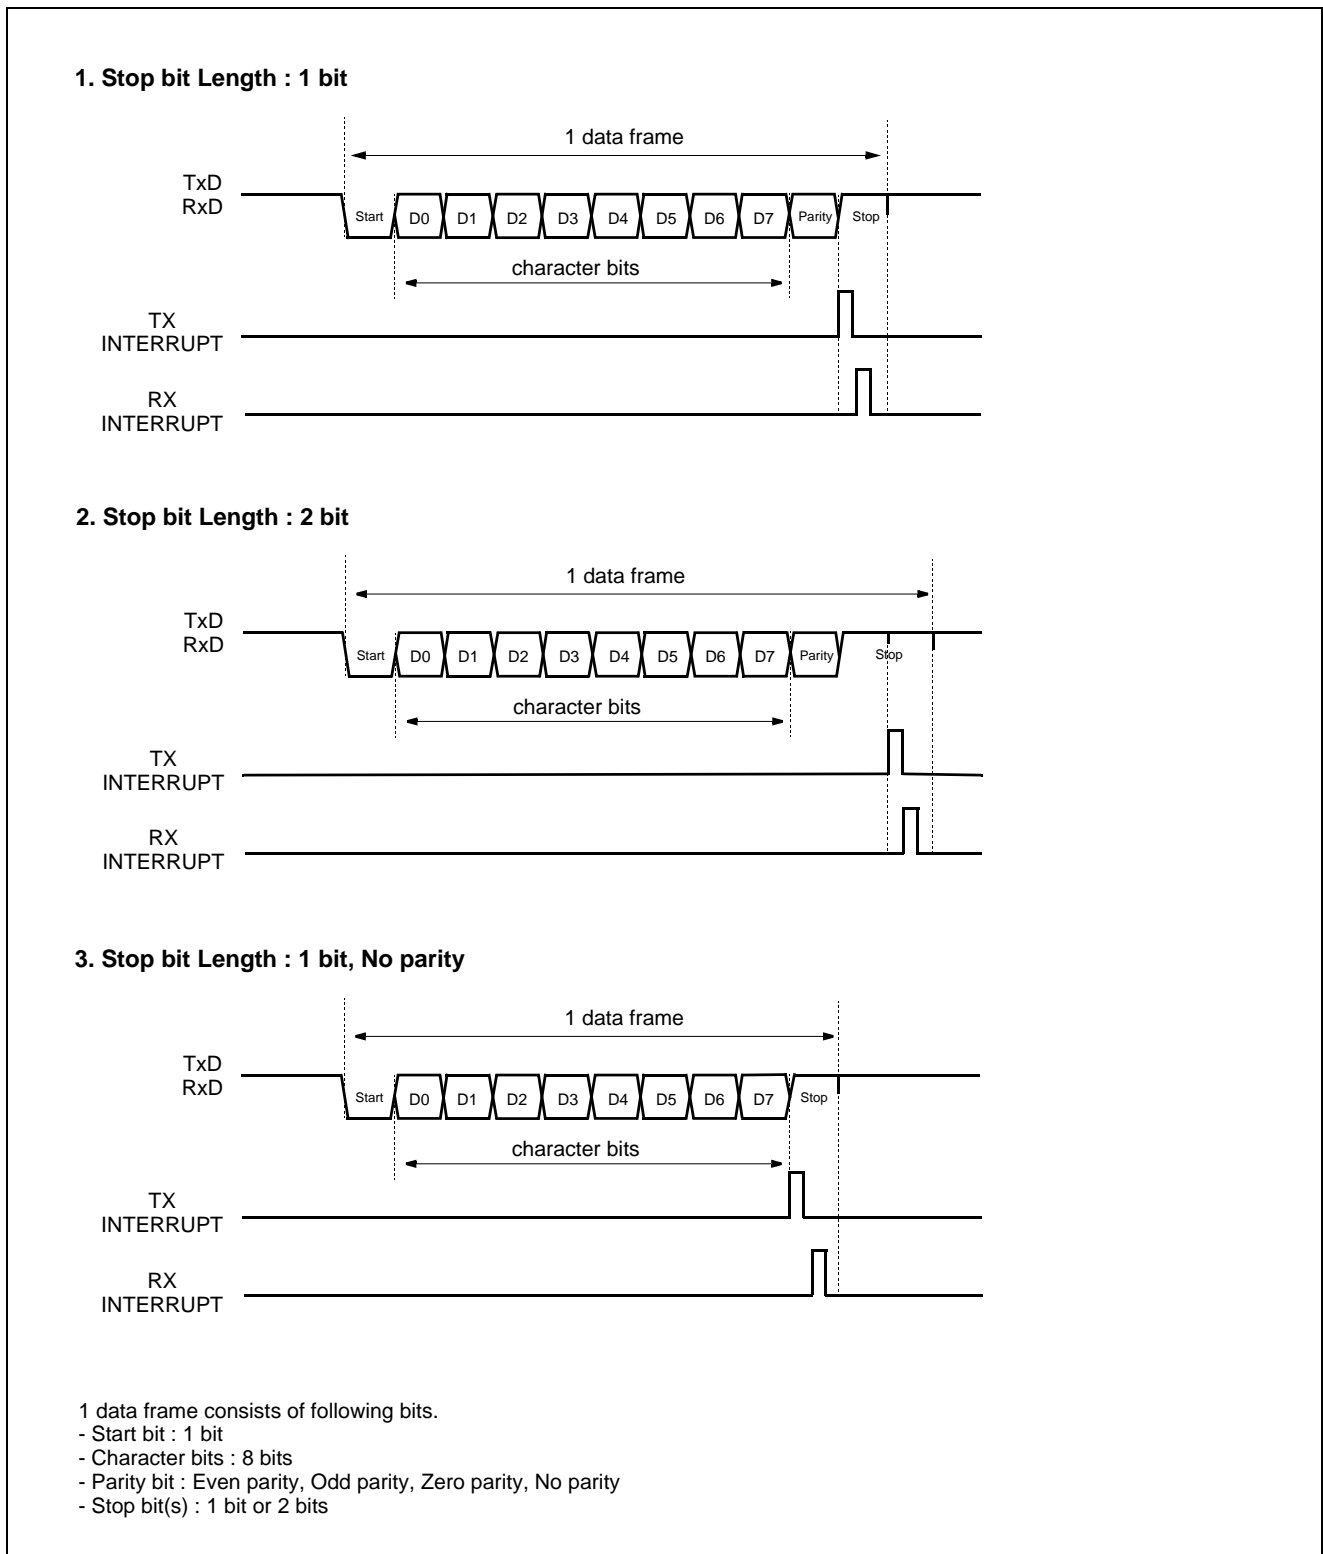 1. Stop bit Length : 1 bit
1 data frame
TxD
RxD
Start D0 D1 D2 D3 D4 D5 D6 D7 Parity Stop
character bits
TX
INTERRUPT
RX
INTERRUPT
2. Stop bit Length : 2 bit
1 data frame
TxD
RxD
Start D0 D1 D2 D3 D4 D5 D6 D7 Parity Stop
character bits
TX
INTERRUPT
RX
INTERRUPT
3. Stop bit Length : 1 bit, No parity
1 data frame
TxD
RxD
Start D0 D1 D2 D3 D4 D5 D6 D7 Stop
character bits
TX
INTERRUPT
RX
INTERRUPT
1 data frame consists of following bits.
- Start bit : 1 bit
- Character bits : 8 bits
- Parity bit : Even parity, Odd parity, Zero parity, No parity
- Stop bit(s) : 1 bit or 2 bits